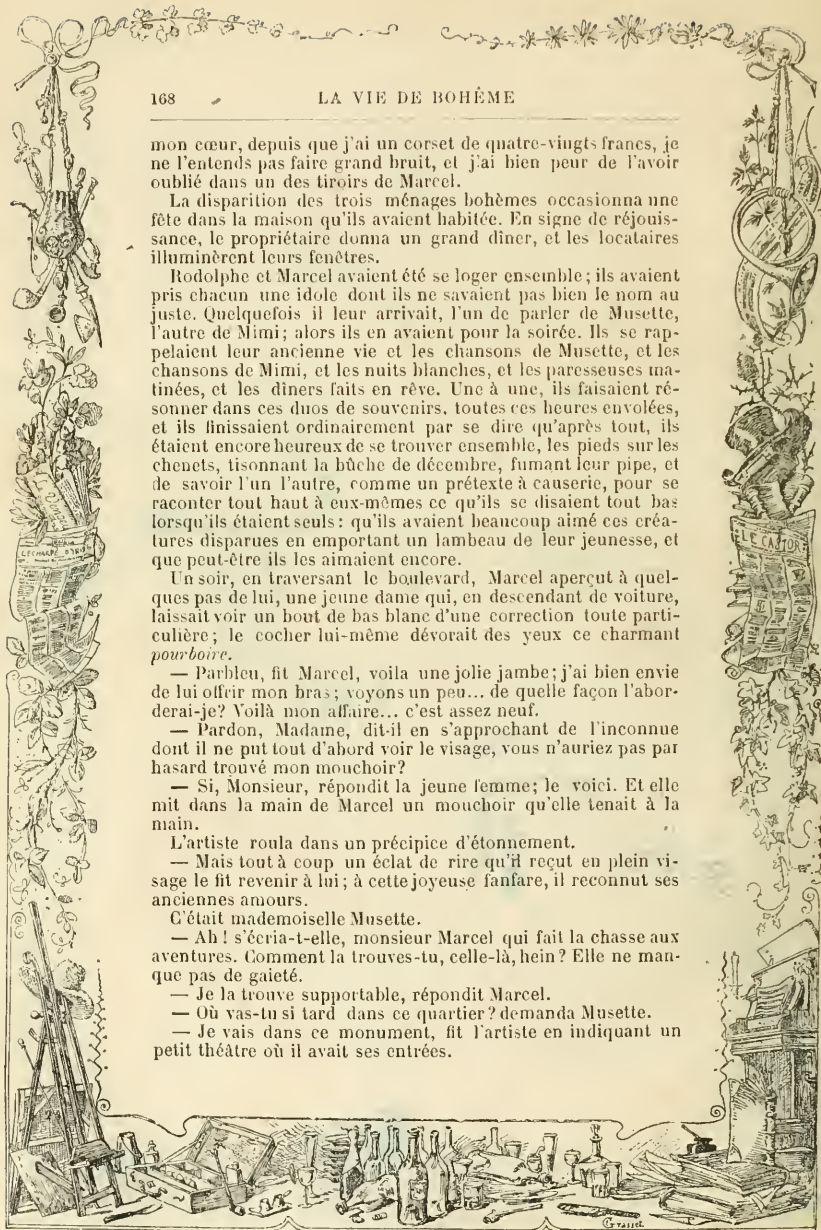 168 LA VIE DE BOHÊME
mon cœur, depuis que j'ai un corset de quatre-vingts francs, je
ne l'entends pas faire grand bruit, et j'ai bien peur de l'avoir
oublié dans un des tiroirs de Marcel.
La disparition des trois ménages bohèmes occasionna une
fête dans la maison qu'ils avaient habitée. En signe de réjouis-
sance, le propriétaire donna un grand dîner, et les locataires
illuminèrent leurs fenêtres.
Rodolphe et Marcel avaient été se loger ensemble; ils avaient
pris chacun une idole dont ils ne savaient pas bien le nom au
juste. Quelquefois il leur arrivait, l'un de parler de Musette,
l'autre de Mimi; alors ils en avaient pour la soirée. Ils se rap-
pelaient leur ancienne vie et les chansons de Musette, et les
chansons de Mimi, et les nuits blanches, et les paresseuses ma-
tinées, et les dîners faits en rêve. Une à une, ils faisaient ré-
sonner dans ces duos de souvenirs, toutes ces heures envolées,
et ils finissaient ordinairement par se dire qu'après tout, ils
étaient encore heureux de se trouver ensemble, les pieds sur les
chenets, tisonnant la bûche de décembre, fumant leur pipe, et
de savoir l'un l'autre, comme un prétexte à causerie, pour se
raconter tout haut à eux-mêmes ce qu'ils se disaient tout bas
lorsqu'ils étaient seuls: qu'ils avaient beaucoup aimé ces créa-
tures disparues en emportant un lambeau de leur jeunesse, et
que peut-être ils les aimaient encore.
Un soir, en traversant le boulevard, Marcel aperçut à quel-
ques pas de lui, une jeune dame qui, en descendant de voiture,
laissait voir un bout de bas blanc d'une correction toute parti-
culière; le cocher lui-même dévorait des yeux ce charmant
pourboire.
— Parbleu, fit Marcel, voila une jolie jambe; j'ai bien envie
de lui offrir mon bras; voyons un peu... de quelle façon l'abor-
derai-je? Voilà mon affaire... c'est assez neuf.
— Pardon, Madame, dit-il en s'approchant de l'inconnue
dont il ne put tout d'abord voir le visage, vous n'auriez pas par
hasard trouvé mon mouchoir?
— Si, Monsieur, répondit la jeune femme; le voici. Et elle
mit dans la main de Marcel un mouchoir qu'elle tenait à la
main.
L'artiste roula dans un précipice d'étonnement.
— Mais tout à coup un éclat de rire qu'il reçut en plein vi-
sage le fit revenir à lui; à cette joyeuse fanfare, il reconnut ses
anciennes amours.
C'était mademoiselle Musette.
— Ah! s'écria-t-elle, monsieur Marcel qui fait la chasse aux
aventures. Comment la trouves-tu, celle-là, hein? Elle ne man-
que pas de gaieté.
— Je la trouve supportable, répondit Marcel.
— Où vas-tu si tard dans ce quartier? demanda Musette.
— Je vais dans ce monument, fit l'artiste en indiquant un
petit théâtre où il avait ses entrées.
L'ECHARPE D'IRIS
LE CASTOR
Grasset